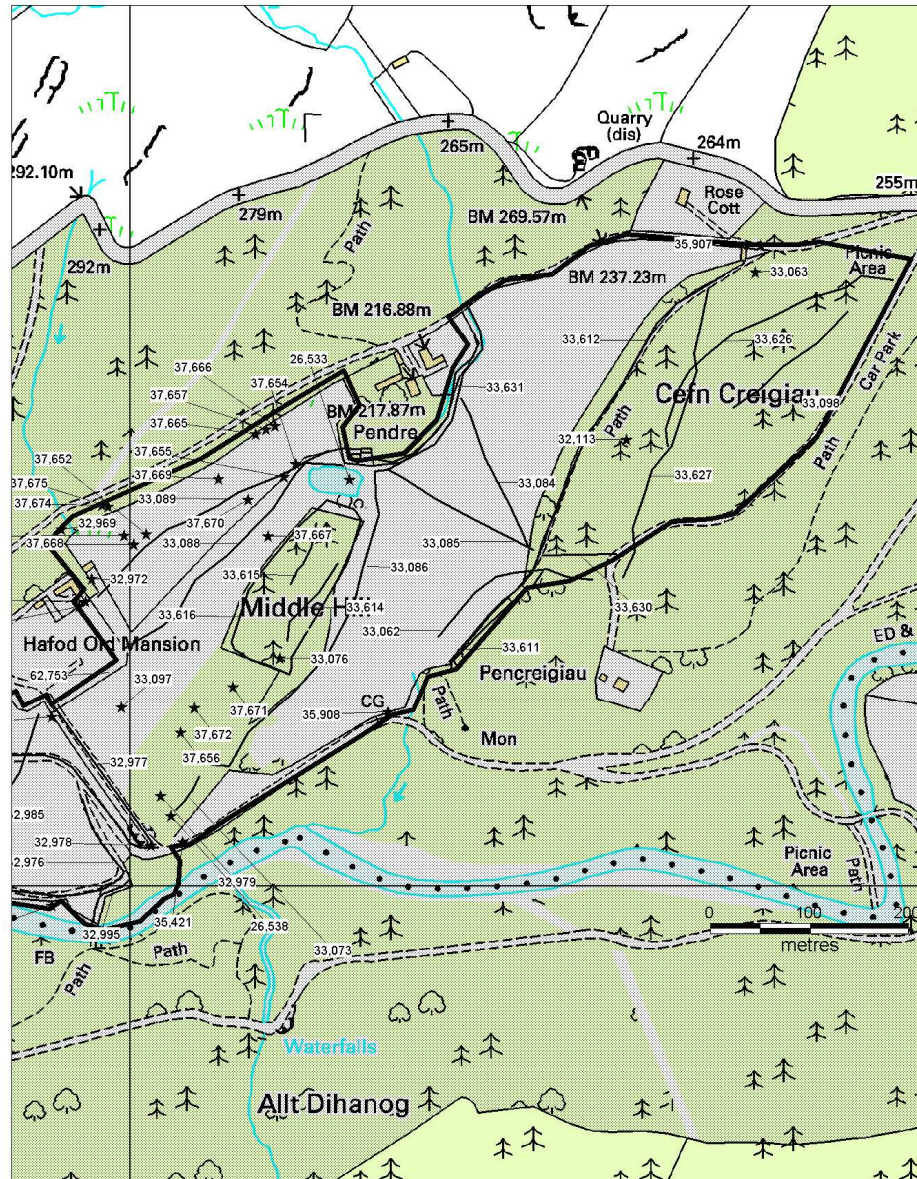 Quarry
(dis)
265m
264m
292.10m
Rose
Cott
255m
279m
Path
BM 269.57m
35,907
Picnic
Area
292m
33,063
BM 237.23m
BM 216.88m
37,666
26,533
33,612
33,626
37,657
37,654
33,631
Cefn Creigiau
Car Park
37,665
BM 217.87m
33,098
Pendre
Path
32,113
Path
37,652
37,655
37,675
37,669
33,627
37,674
33,089
33,084
32,969
37,670
37,668
33,088
37,667
33,085
33,086
32,972
33,615
33,616
Middle Hill
33,614
33,630
33,062
Hafod Old Mansion
ED &
33,611
33,076
62,753
Pencreigiau
37,671
33,097
35,908
CG
Path
37,672
Mon
37,656
32,977
32,985
32,978
Picnic
Area
32,976
Path
32,979
0
100
200
35,421
26,538
32,995
metres
FB
Path
33,073
Path
Waterfalls
Allt Dihanog